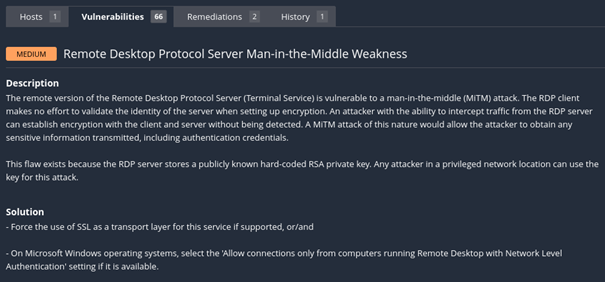 Hosts 1 Vulnerabilities 66 Remediations 2 History 1
MEDIUM Remote Desktop Protocol Server Man-in-the-Middle Weakness
Description
The remote version of the Remote Desktop Protocol Server (Terminal Service) is vulnerable to a man-in-the-middle (MiTM) attack. The RDP client
makes no effort to validate the identity of the server when setting up encryption. An attacker with the ability to intercept traffic from the RDP server
can establish encryption with the client and server without being detected. A MiTM attack of this nature would allow the attacker to obtain any
sensitive information transmitted, including authentication credentials.
This flaw exists because the RDP server stores a publicly known hard-coded RSA private key. Any attacker in a privileged network location can use the
key for this attack.
Solution
- Force the use of SSL as a transport layer for this service if supported, or/and
- On Microsoft Windows operating systems, select the 'Allow connections only from computers running Remote Desktop with Network Level
Authentication' setting if it is available.